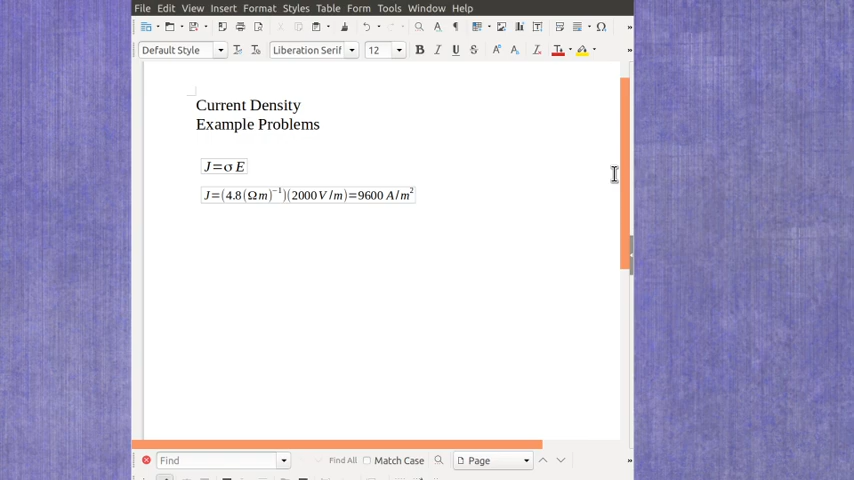 File Edit View Insert Format Styles Table Form Tools Window Help
Default Style Liberation Serif 12
Current Density
Example Problems
J=σ E
J=(4.8(Ωm)⁻¹)(2000V/m)=9600 A/m²
Find Find All Match Case Page